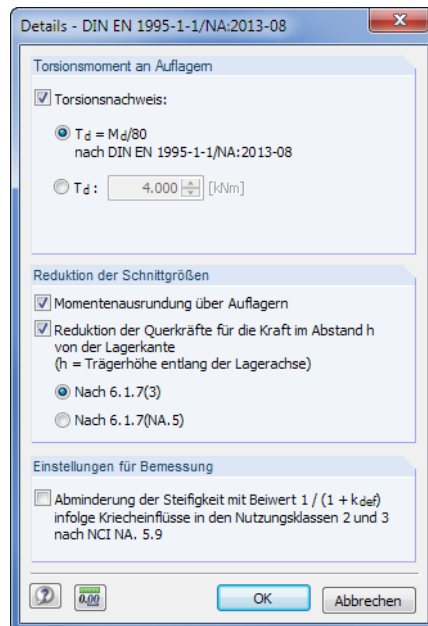 Details - DIN EN 1995-1-1/NA:2013-08
Torsionsmoment an Auflagern
Torsionsnachweis:
Td = Md/80
nach DIN EN 1995-1-1/NA:2013-08
Td : 4.000 [kNm]
Reduktion der Schnittgrößen
Momentenausrundung über Auflagern
Reduktion der Querkräfte für die Kraft im Abstand h
von der Lagerkante
(h = Trägerhöhe entlang der Lagerachse)
Nach 6.1.7(3)
Nach 6.1.7(NA.5)
Einstellungen für Bemessung
Abminderung der Steifigkeit mit Beiwert 1 / (1 + kdef)
infolge Kriecheinflüsse in den Nutzungsklassen 2 und 3
nach NCI NA. 5.9
0.00
OK
Abbrechen